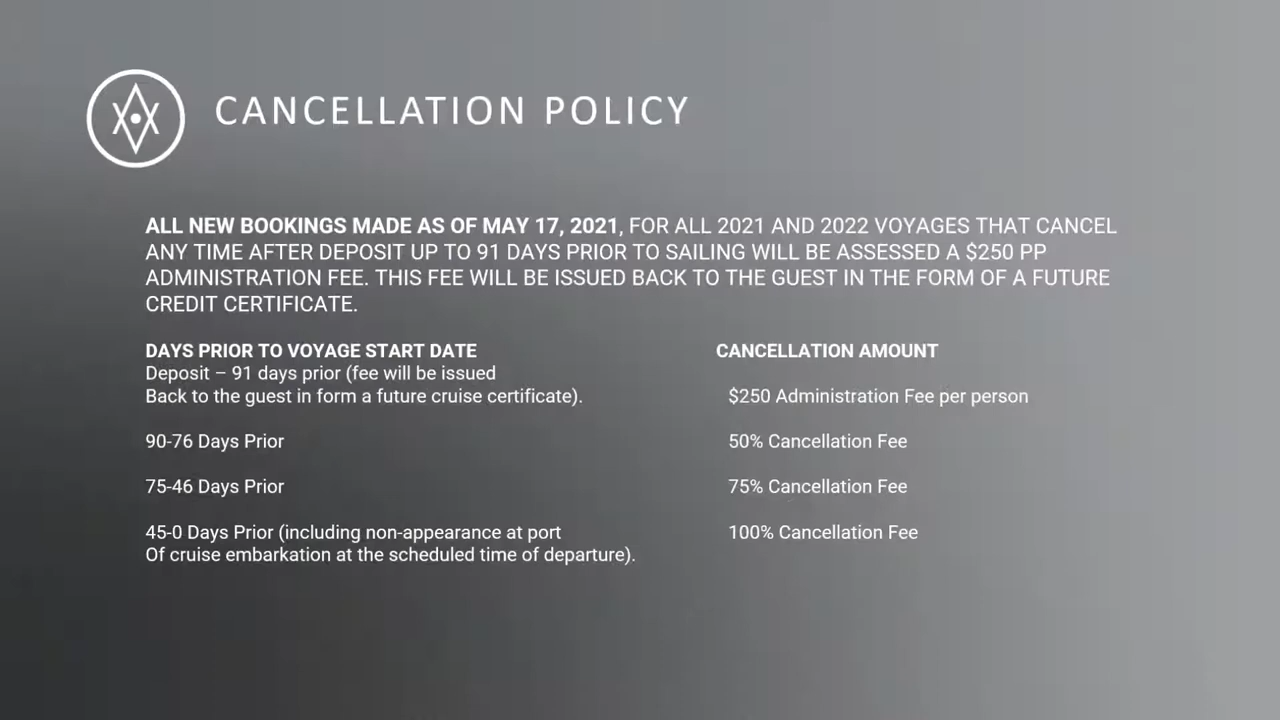 CANCELLATION POLICY
ALL NEW BOOKINGS MADE AS OF MAY 17, 2021, FOR ALL 2021 AND 2022 VOYAGES THAT CANCEL
ANY TIME AFTER DEPOSIT UP TO 91 DAYS PRIOR TO SAILING WILL BE ASSESSED A $250 PP
ADMINISTRATION FEE. THIS FEE WILL BE ISSUED BACK TO THE GUEST IN THE FORM OF A FUTURE
CREDIT CERTIFICATE.
DAYS PRIOR TO VOYAGE START DATE CANCELLATION AMOUNT
Deposit – 91 days prior (fee will be issued
Back to the guest in form a future cruise certificate). $250 Administration Fee per person
90-76 Days Prior 50% Cancellation Fee
75-46 Days Prior 75% Cancellation Fee
45-0 Days Prior (including non-appearance at port 100% Cancellation Fee
Of cruise embarkation at the scheduled time of departure).